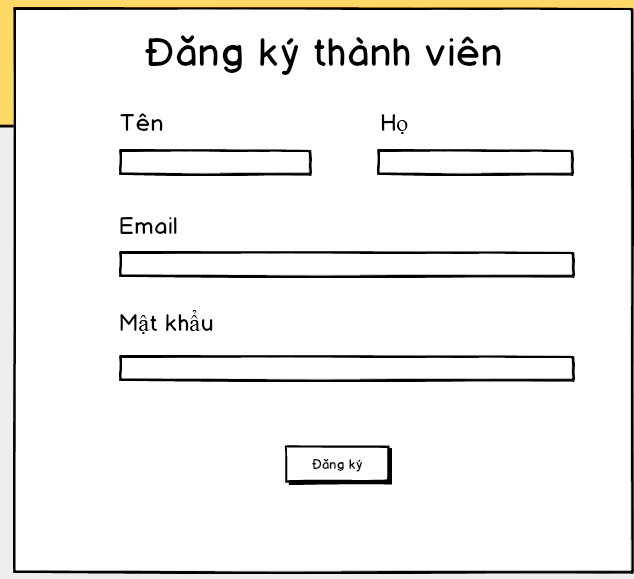 Đăng ký thành viên
Tên Họ
Email
Mật khẩu
Đăng ký